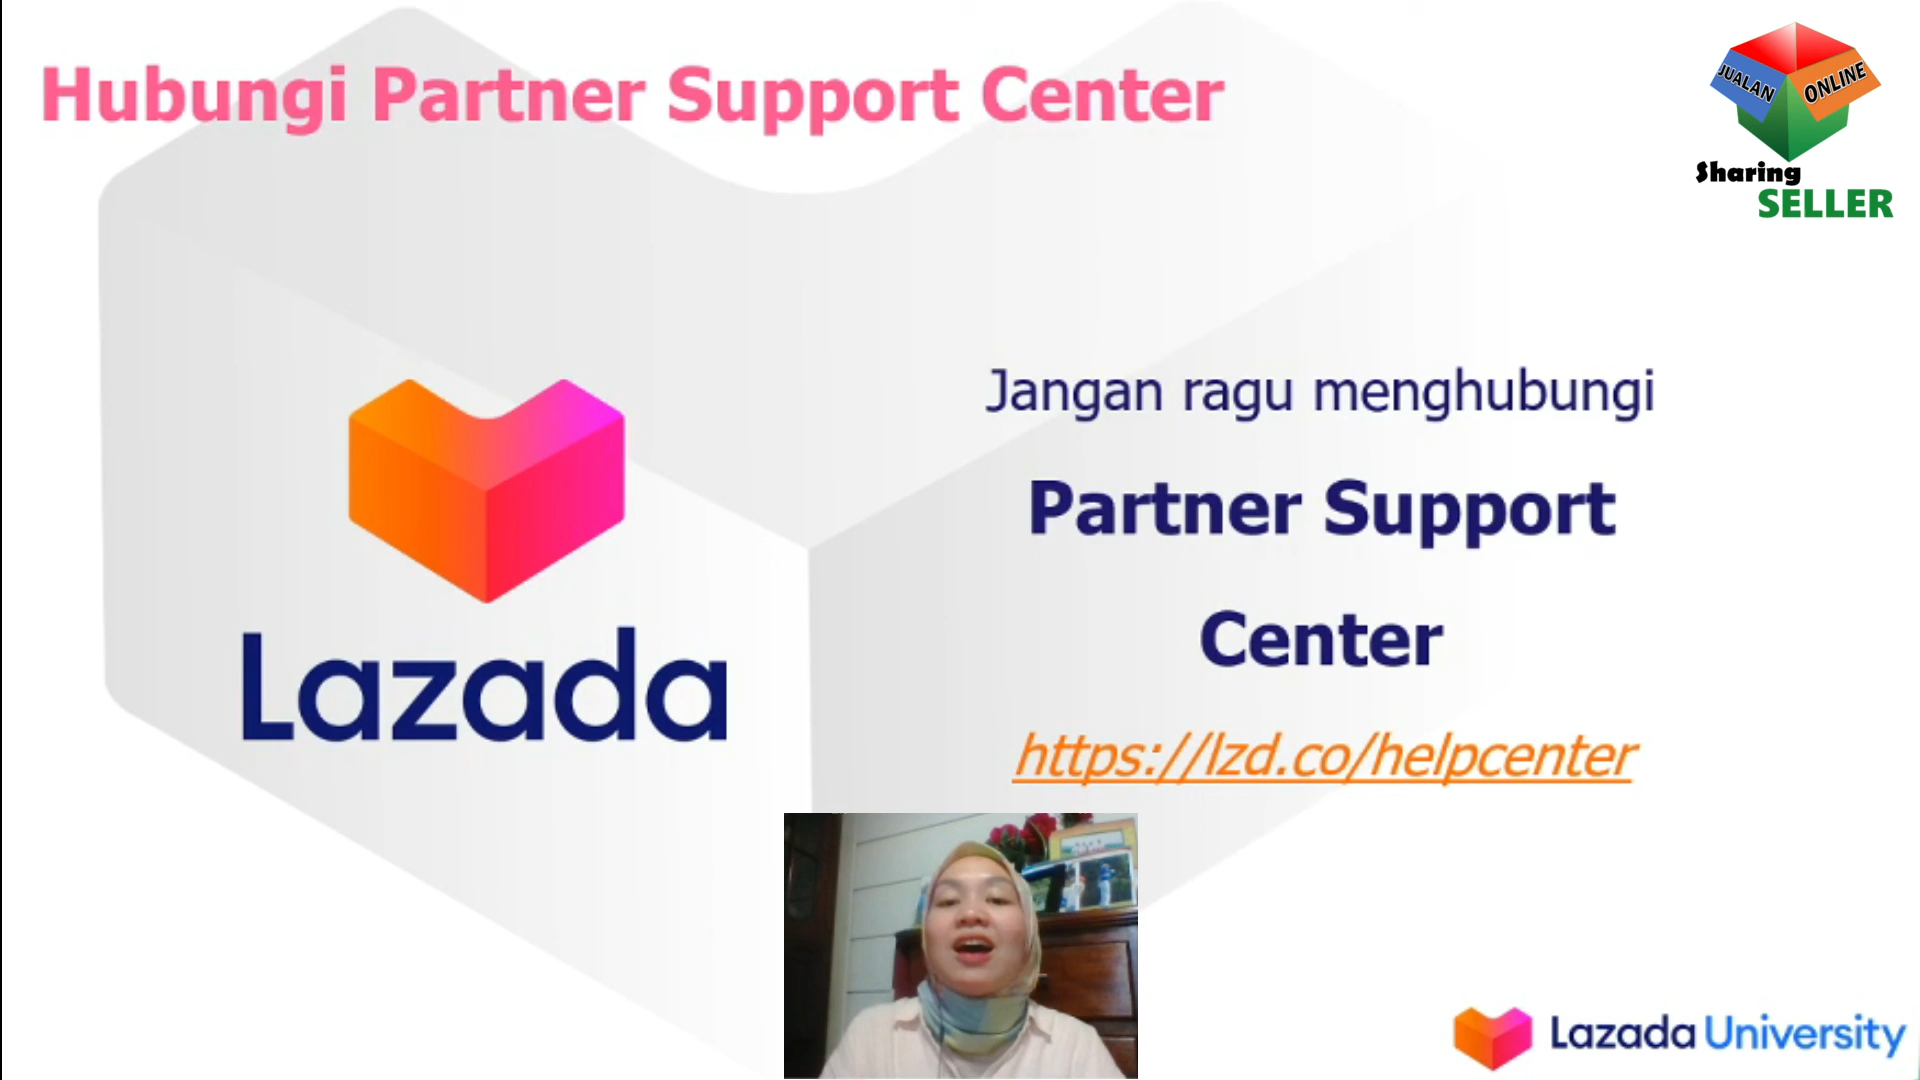 Hubungi Partner Support Center
JUALAN ONLINE
Sharing
SELLER
Jangan ragu menghubungi
Partner Support
Center
https://lzd.co/helpcenter
Lazada
Lazada University